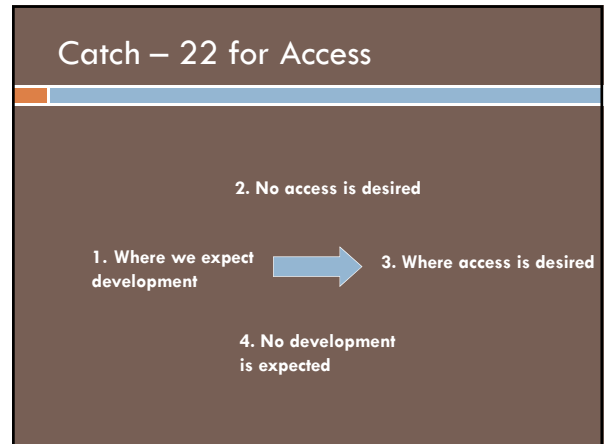 Catch – 22 for Access
2. No access is desired
1. Where we expect
development
3. Where access is desired
4. No development
is expected